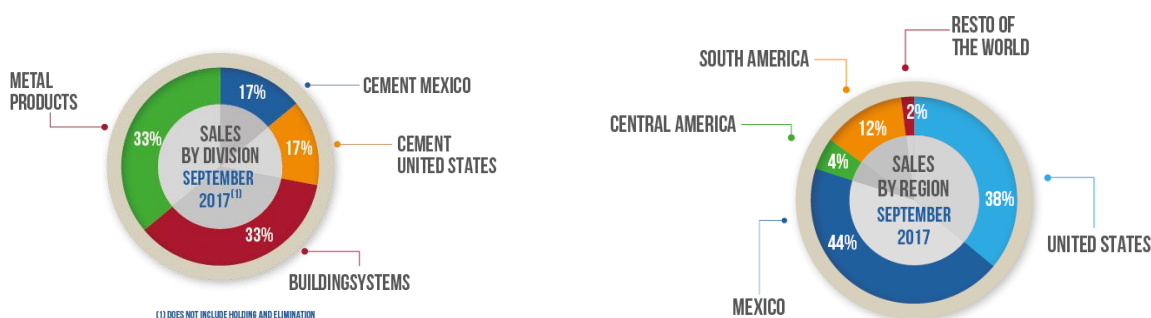 METAL
PRODUCTS
33%
17%
CEMENT MEXICO
17%
CEMENT
UNITED STATES
SALES
BY DIVISION
SEPTEMBER
2017(1)
33%
BUILDINGSYSTEMS
(1) DOES NOT INCLUDE HOLDING AND ELIMINATION
RESTO OF
THE WORLD
SOUTH AMERICA
CENTRAL AMERICA
2%
12%
4%
SALES
BY REGION
SEPTEMBER
2017
38%
44%
UNITED STATES
MEXICO